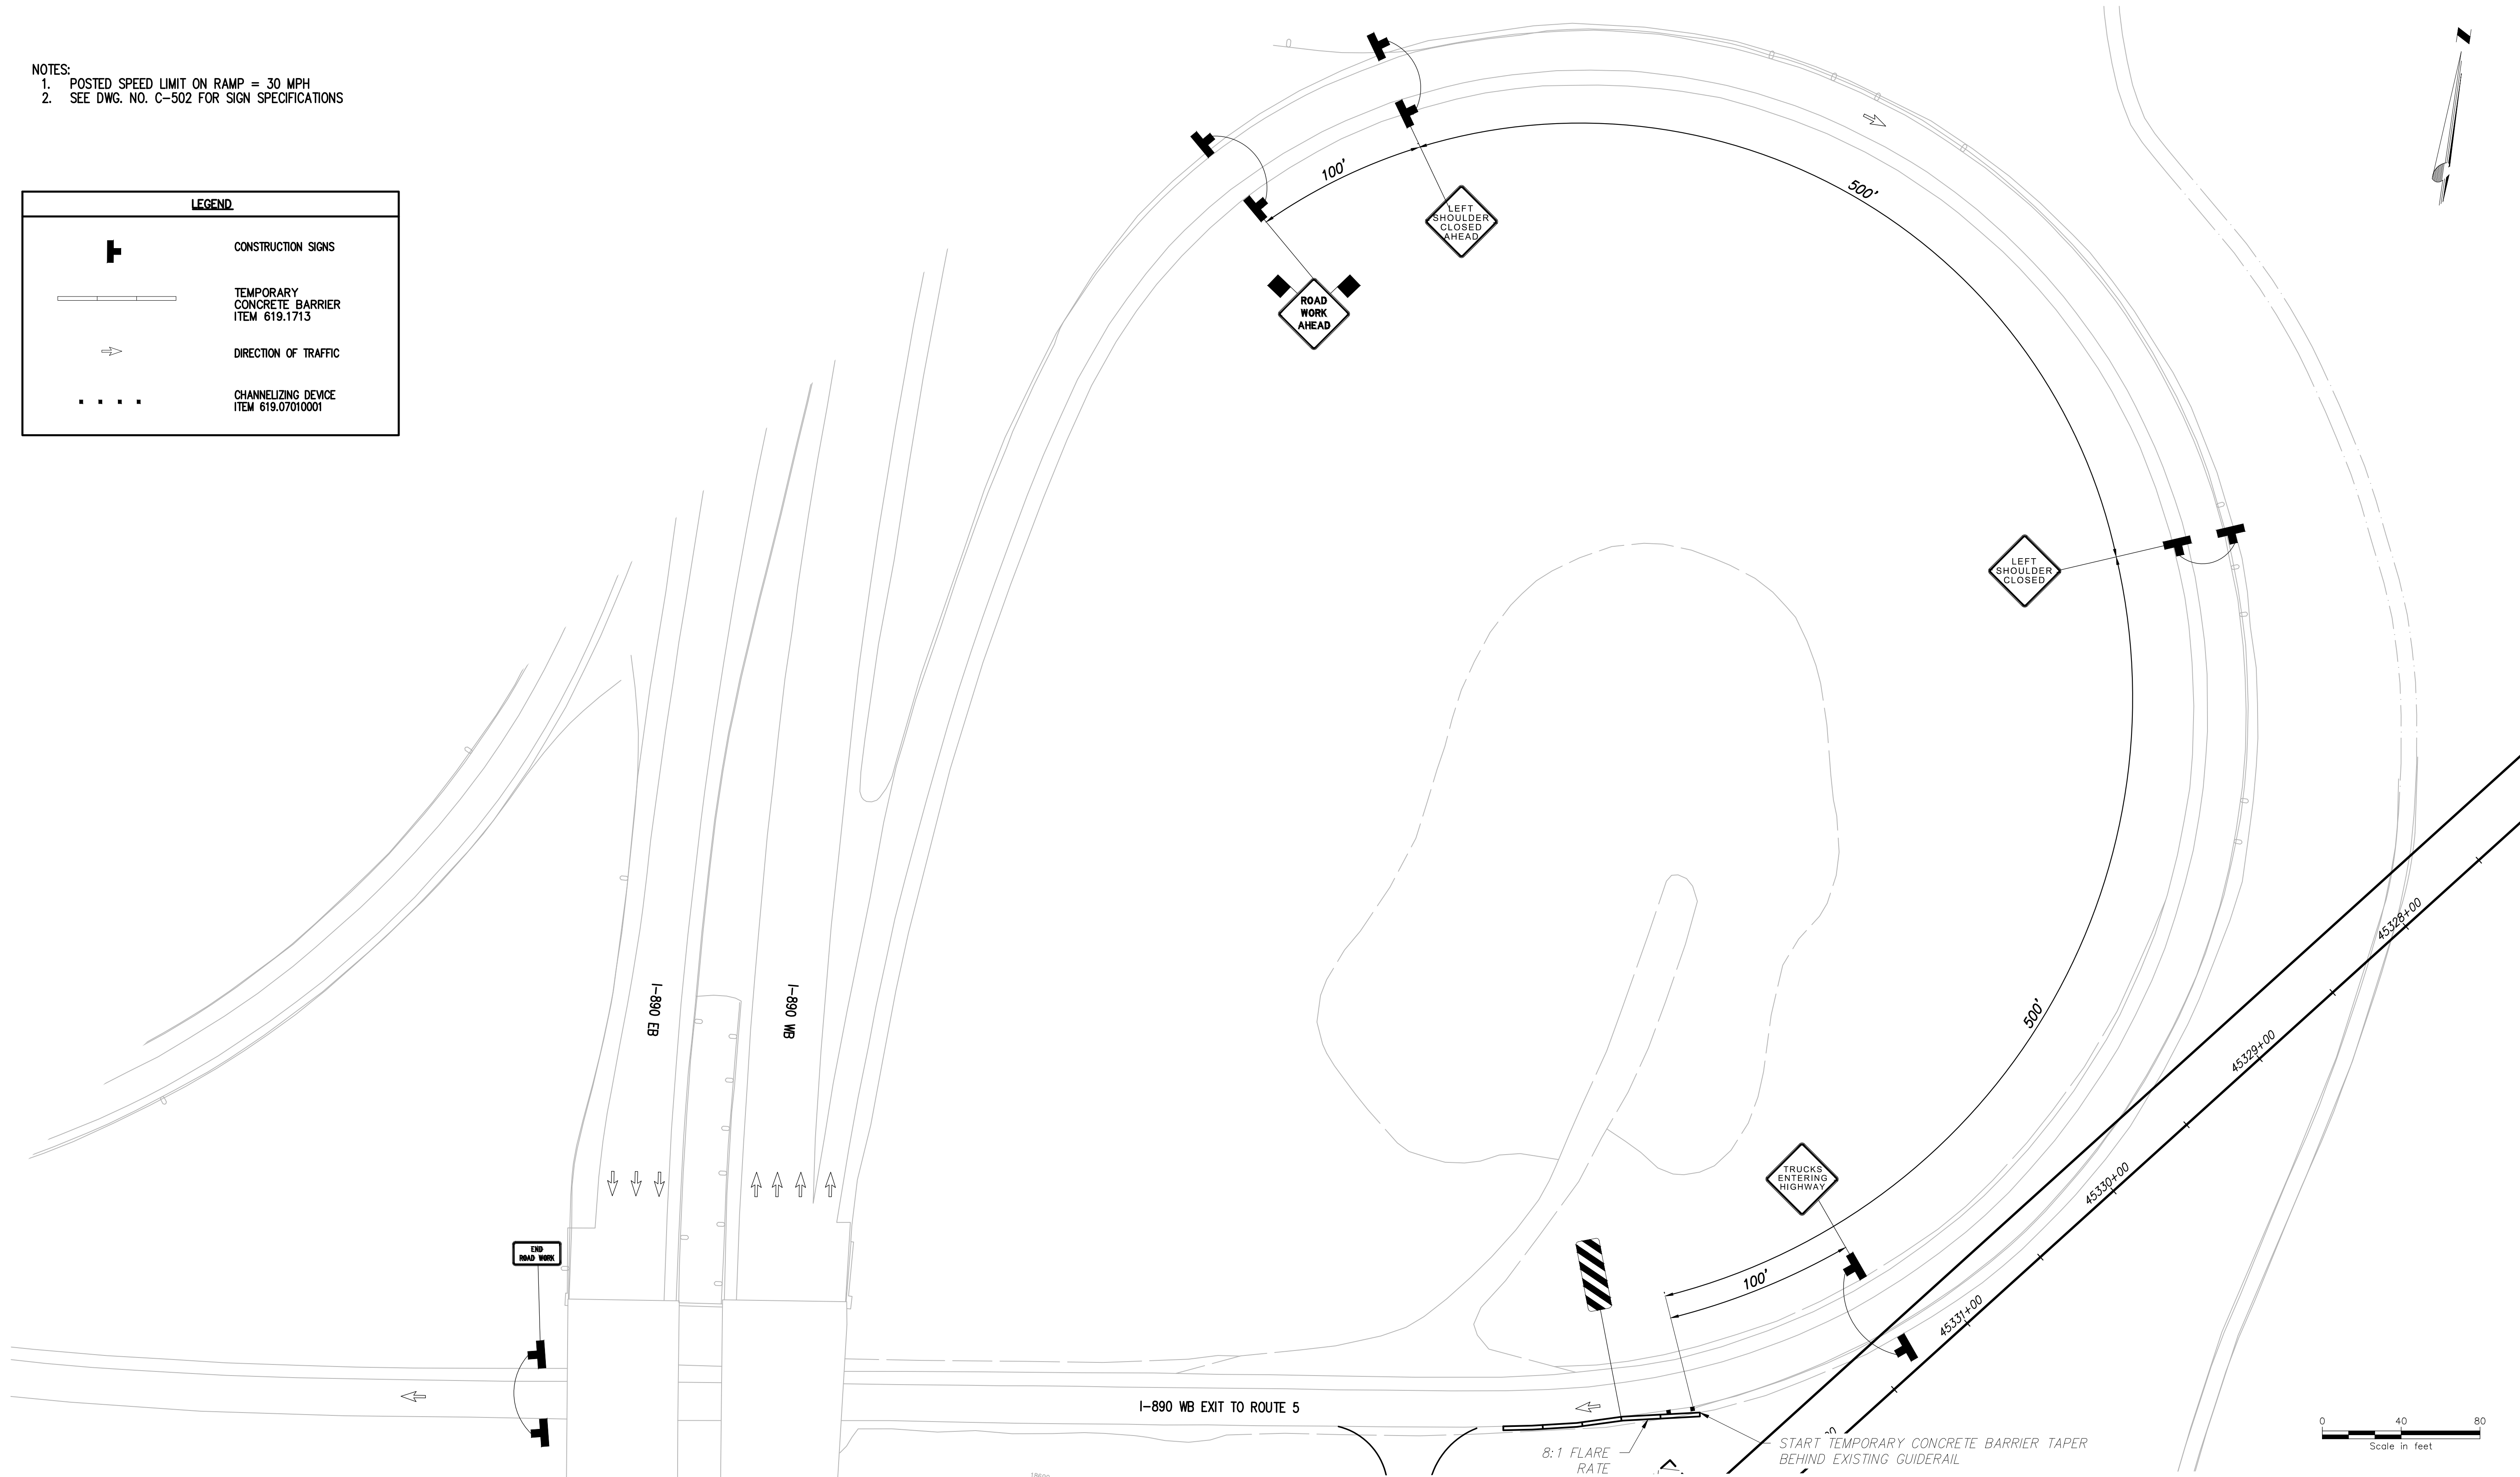 NOTES:
1. POSTED SPEED LIMIT ON RAMP = 30 MPH
2. SEE DWG. NO. C-502 FOR SIGN SPECIFICATIONS
LEGEND
CONSTRUCTION SIGNS
TEMPORARY
CONCRETE BARRIER
ITEM 619.1713
DIRECTION OF TRAFFIC
CHANNELIZING DEVICE
ITEM 619.07010001
100'
LEFT
SHOULDER
CLOSED
AHEAD
ROAD
WORK
AHEAD
500'
LEFT
SHOULDER
CLOSED
500'
45328+00
45329+00
45330+00
45331+00
I-890 EB
I-890 WB
TRUCKS
ENTERING
HIGHWAY
100'
END
ROAD WORK
I-890 WB EXIT TO ROUTE 5
8:1 FLARE
RATE
START TEMPORARY CONCRETE BARRIER TAPER
BEHIND EXISTING GUIDERAIL
0 40 80
Scale in feet